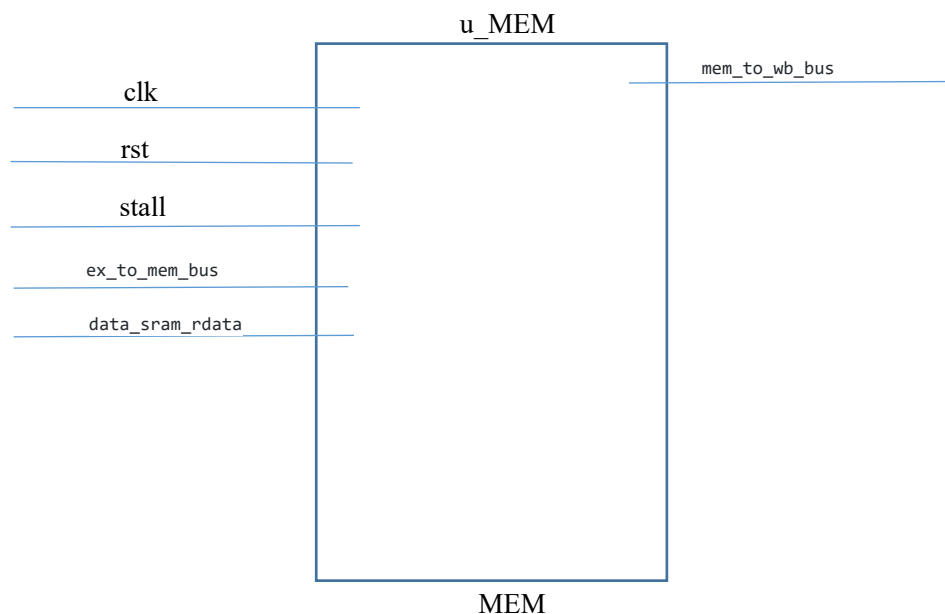 u_MEM
mem_to_wb_bus
clk
rst
stall
ex_to_mem_bus
data_sram_rdata
MEM